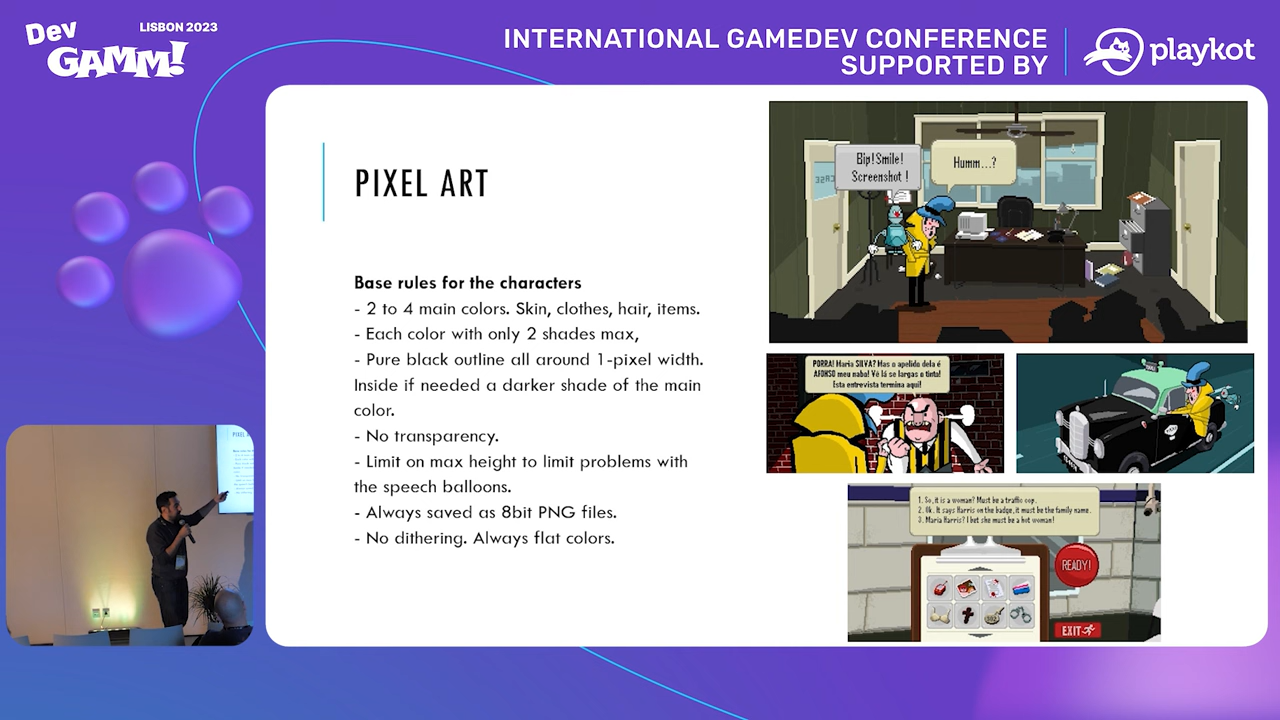 Dev GAMM!
LISBON 2023
INTERNATIONAL GAMEDEV CONFERENCE
SUPPORTED BY
playkot
PIXEL ART
Base rules for the characters
- 2 to 4 main colors. Skin, clothes, hair, items.
- Each color with only 2 shades max,
- Pure black outline all around 1-pixel width.
Inside if needed a darker shade of the main
color.
- No transparency.
- Limit on max height to limit problems with
the speech balloons.
- Always saved as 8bit PNG files.
- No dithering. Always flat colors.
Bip! Smile!
Screenshot !
Humm...?
PORRA! Maria SILVA? Mas o apelido dela é
AFONSO meu nabo! Vê lá se largas o tinto!
Esta entrevista termina aqui!
1. So, it is a woman? Must be a traffic cop.
2. Ok. It says Harris on the badge, it must be the family name.
3. Maria Harris? I bet she must be a hot woman!
READY!
EXIT
PIXEL ART